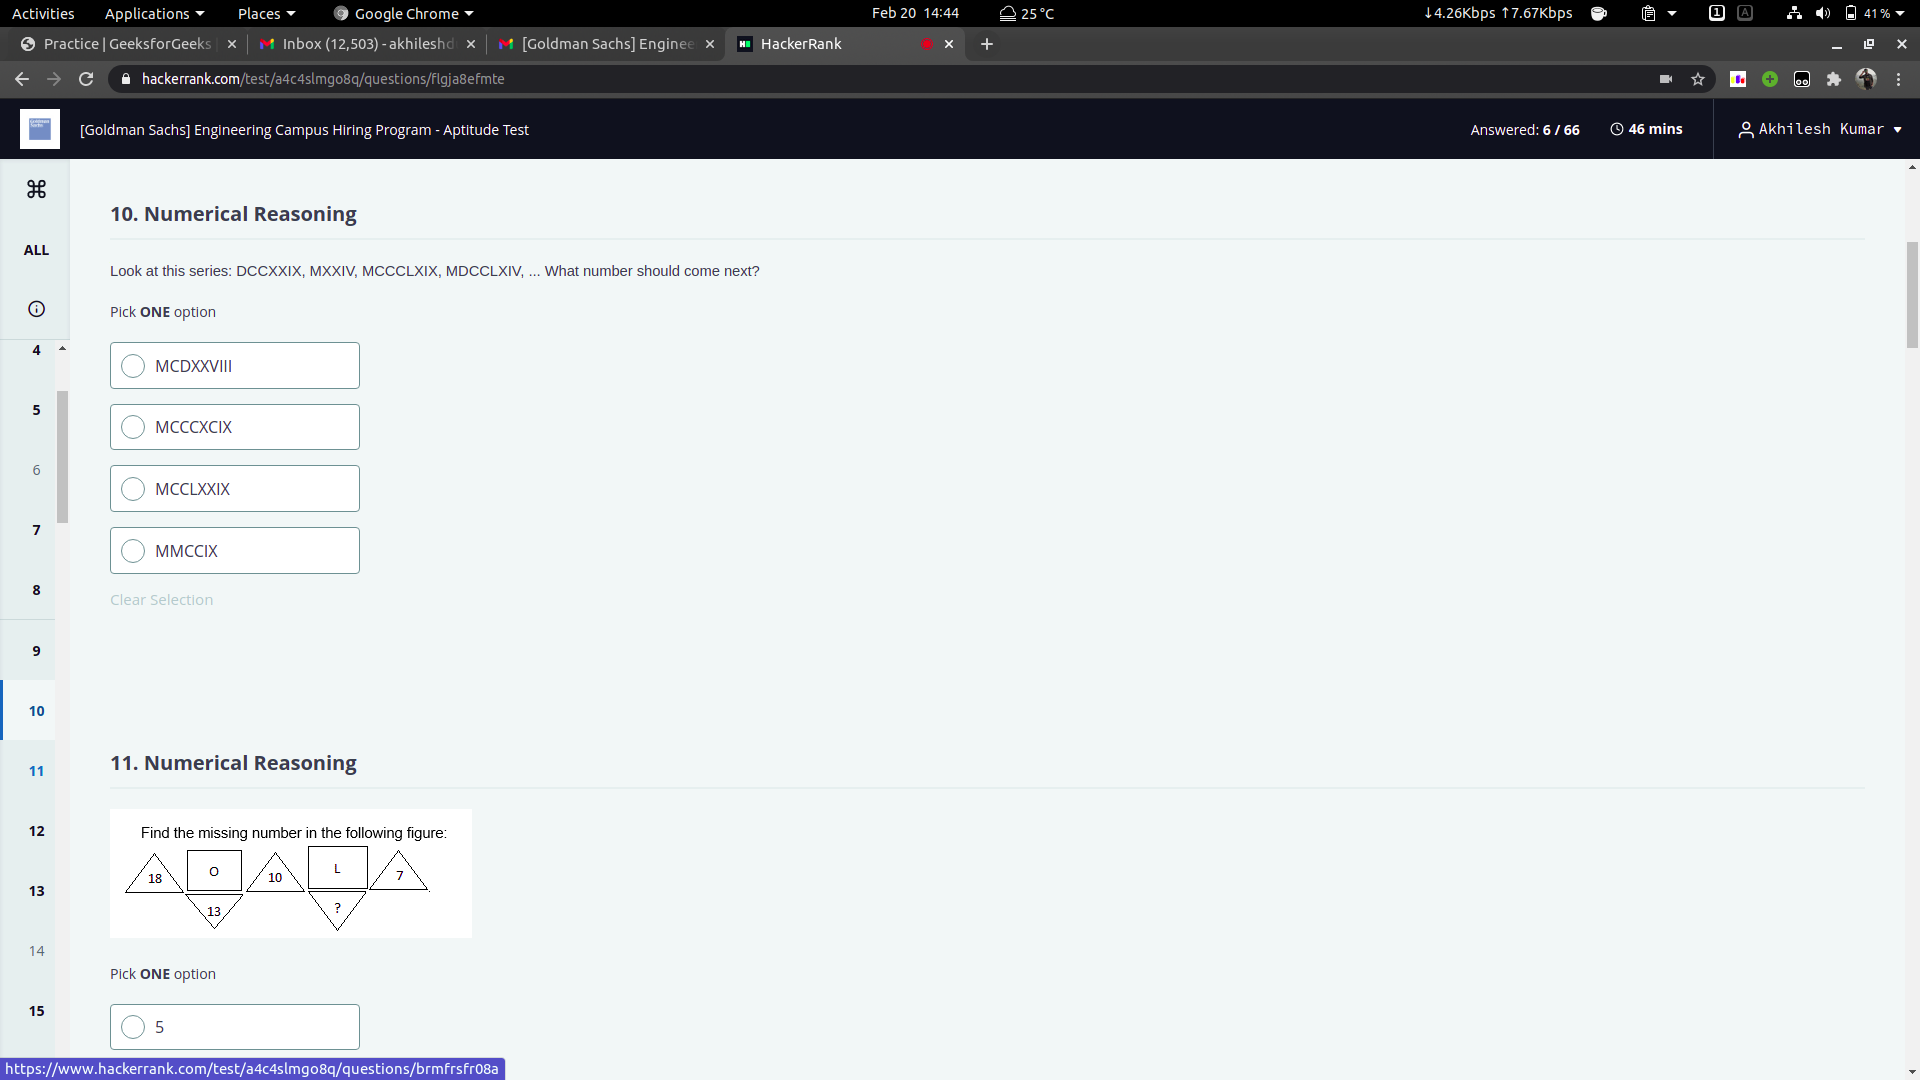 Activities Applications Places Google Chrome Feb 20 14:44 25 °C ↓4.26Kbps ↑7.67Kbps 1 A 41 %
Practice | GeeksforGeeks Inbox (12,503) - akhileshd [Goldman Sachs] Enginee HackerRank
hackerrank.com/test/a4c4slmgo8q/questions/flgja8efmte
[Goldman Sachs] Engineering Campus Hiring Program - Aptitude Test Answered: 6 / 66 46 mins Akhilesh Kumar
ALL
4
5
6
7
8
9
10
11
12
13
14
15
10. Numerical Reasoning
Look at this series: DCCXXIX, MXXIV, MCCCLXIX, MDCCLXIV, ... What number should come next?
Pick ONE option
MCDXXVIII
MCCCXCIX
MCCLXXIX
MMCCIX
Clear Selection
11. Numerical Reasoning
Find the missing number in the following figure:
18 O 10 L 7
13 ?
Pick ONE option
5
https://www.hackerrank.com/test/a4c4slmgo8q/questions/brmfrsfr08a